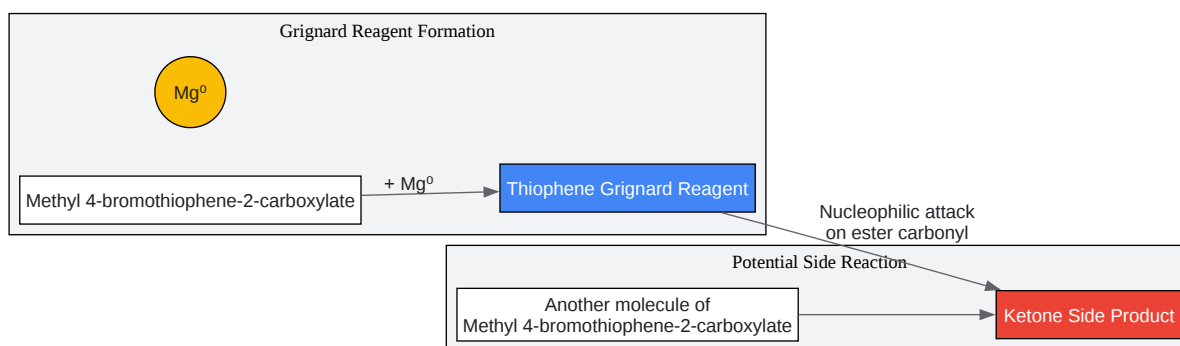 Grignard Reagent Formation
Mg⁰
Methyl 4-bromothiophene-2-carboxylate
+ Mg⁰
Thiophene Grignard Reagent
Nucleophilic attack
on ester carbonyl
Potential Side Reaction
Another molecule of
Methyl 4-bromothiophene-2-carboxylate
Ketone Side Product